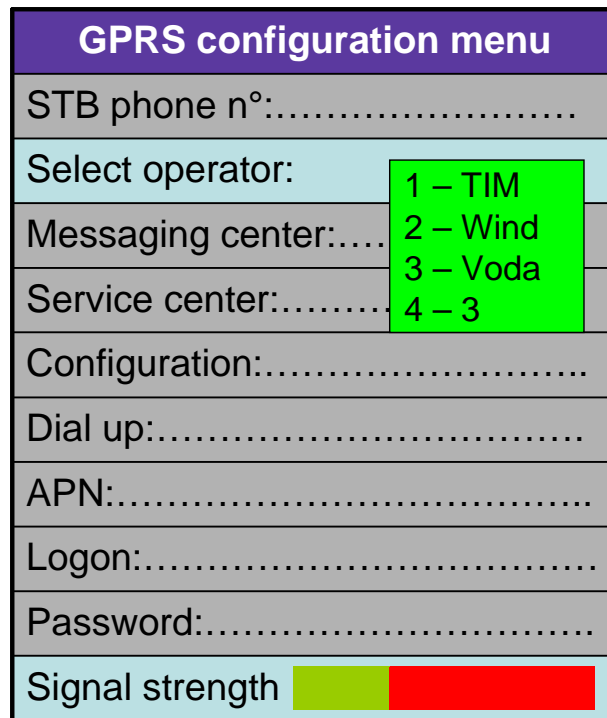 GPRS configuration menu
STB phone n°:……………………
Select operator:
1 – TIM
2 – Wind
3 – Voda
4 – 3
Messaging center:….
Service center:………
Configuration:……………………..
Dial up:…………………………….
APN:………………………………..
Logon:……………………………….
Password:………………………….
Signal strength